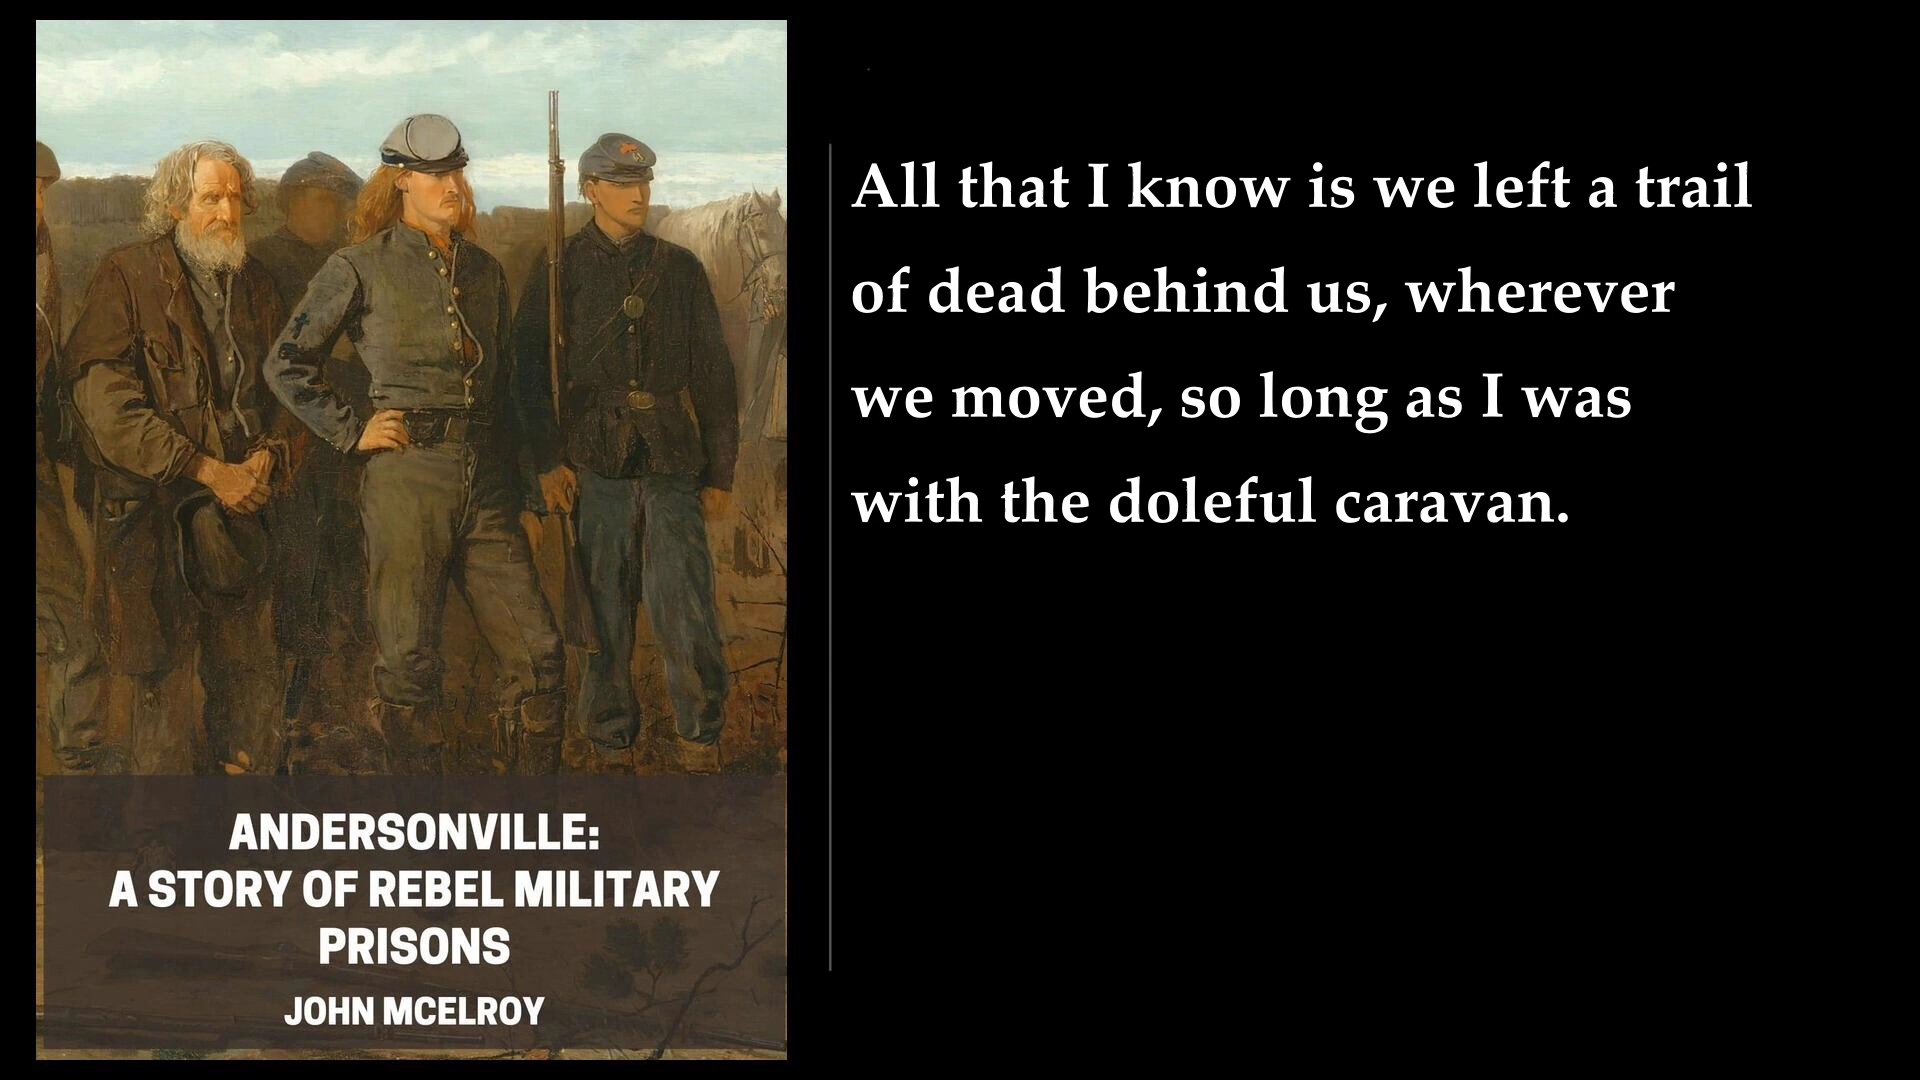 All that I know is we left a trail
of dead behind us, wherever
we moved, so long as I was
with the doleful caravan.
ANDERSONVILLE:
A STORY OF REBEL MILITARY
PRISONS
JOHN MCELROY